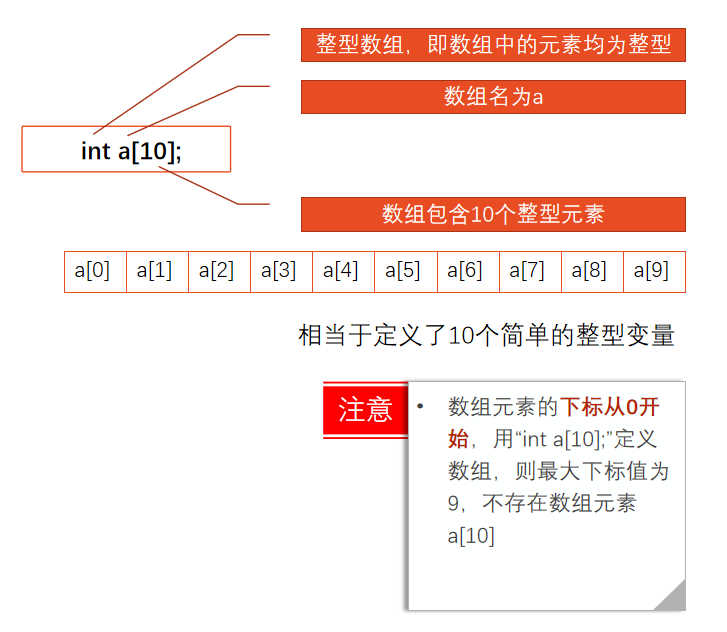 整型数组，即数组中的元素均为整型
数组名为a
int a[10];
数组包含10个整型元素
a[0] a[1] a[2] a[3] a[4] a[5] a[6] a[7] a[8] a[9]
相当于定义了10个简单的整型变量
注意
• 数组元素的下标从0开
始，用“int a[10];”定义
数组，则最大下标值为
9，不存在数组元素
a[10]